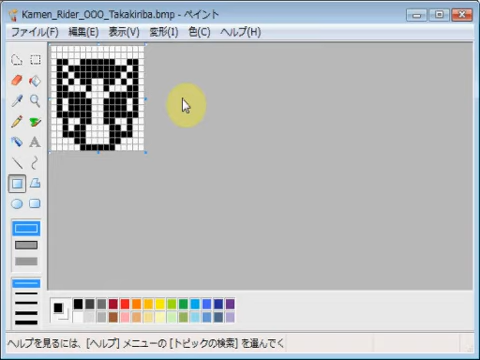 Kamen_Rider_OOO_Takakiriba.bmp - ペイント
ファイル(F) 編集(E) 表示(V) 変形(I) 色(C) ヘルプ(H)
A
ヘルプを見るには、[ヘルプ] メニューの [トピックの検索] を選んでく